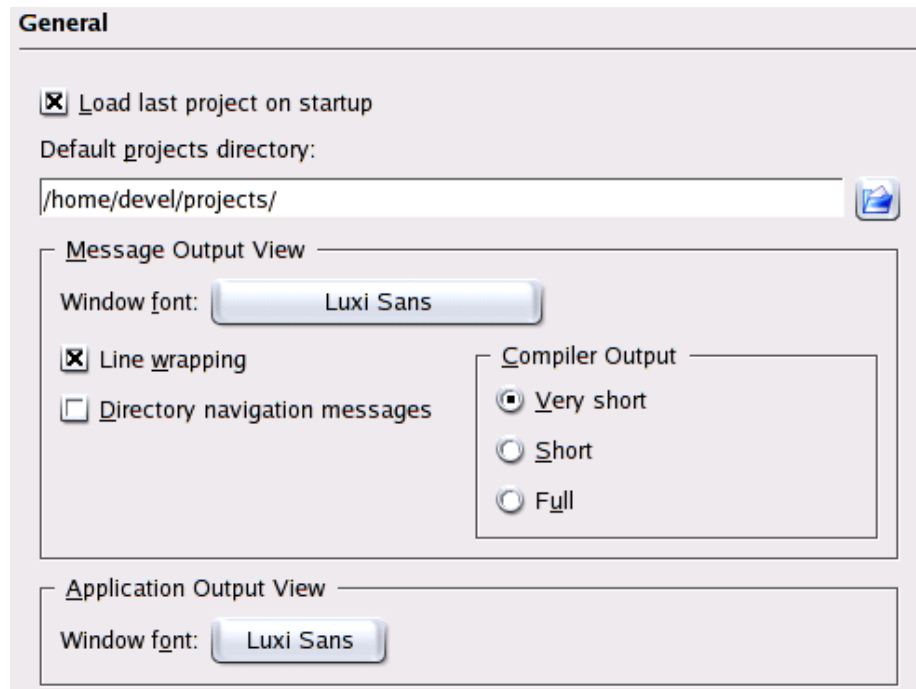 General
Load last project on startup
Default projects directory:
/home/devel/projects/
Message Output View
Window font: Luxi Sans
Line wrapping
Directory navigation messages
Compiler Output
Very short
Short
Full
Application Output View
Window font: Luxi Sans